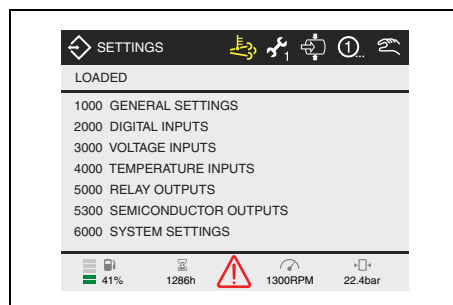 SETTINGS 1 1...
LOADED
1000 GENERAL SETTINGS
2000 DIGITAL INPUTS
3000 VOLTAGE INPUTS
4000 TEMPERATURE INPUTS
5000 RELAY OUTPUTS
5300 SEMICONDUCTOR OUTPUTS
6000 SYSTEM SETTINGS
41% 1286h 1300RPM 22.4bar